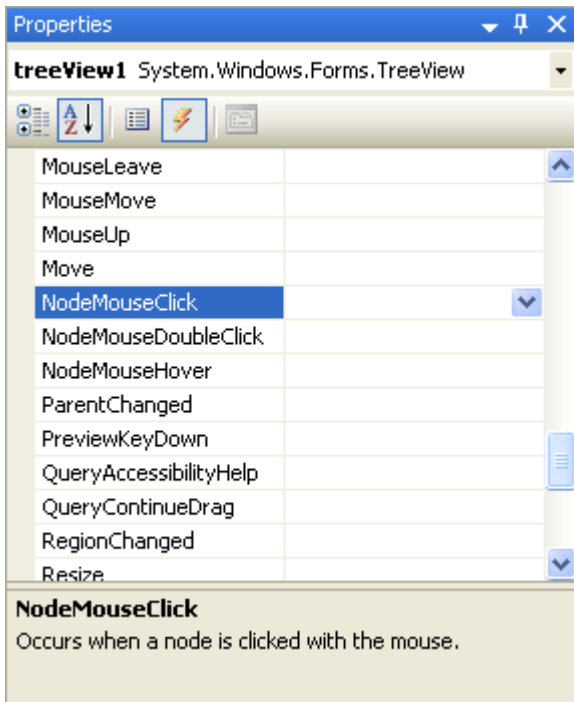 Properties
treeView1 System.Windows.Forms.TreeView
A
Z
MouseLeave
MouseMove
MouseUp
Move
NodeMouseClick
NodeMouseDoubleClick
NodeMouseHover
ParentChanged
PreviewKeyDown
QueryAccessibilityHelp
QueryContinueDrag
RegionChanged
Resize
NodeMouseClick
Occurs when a node is clicked with the mouse.